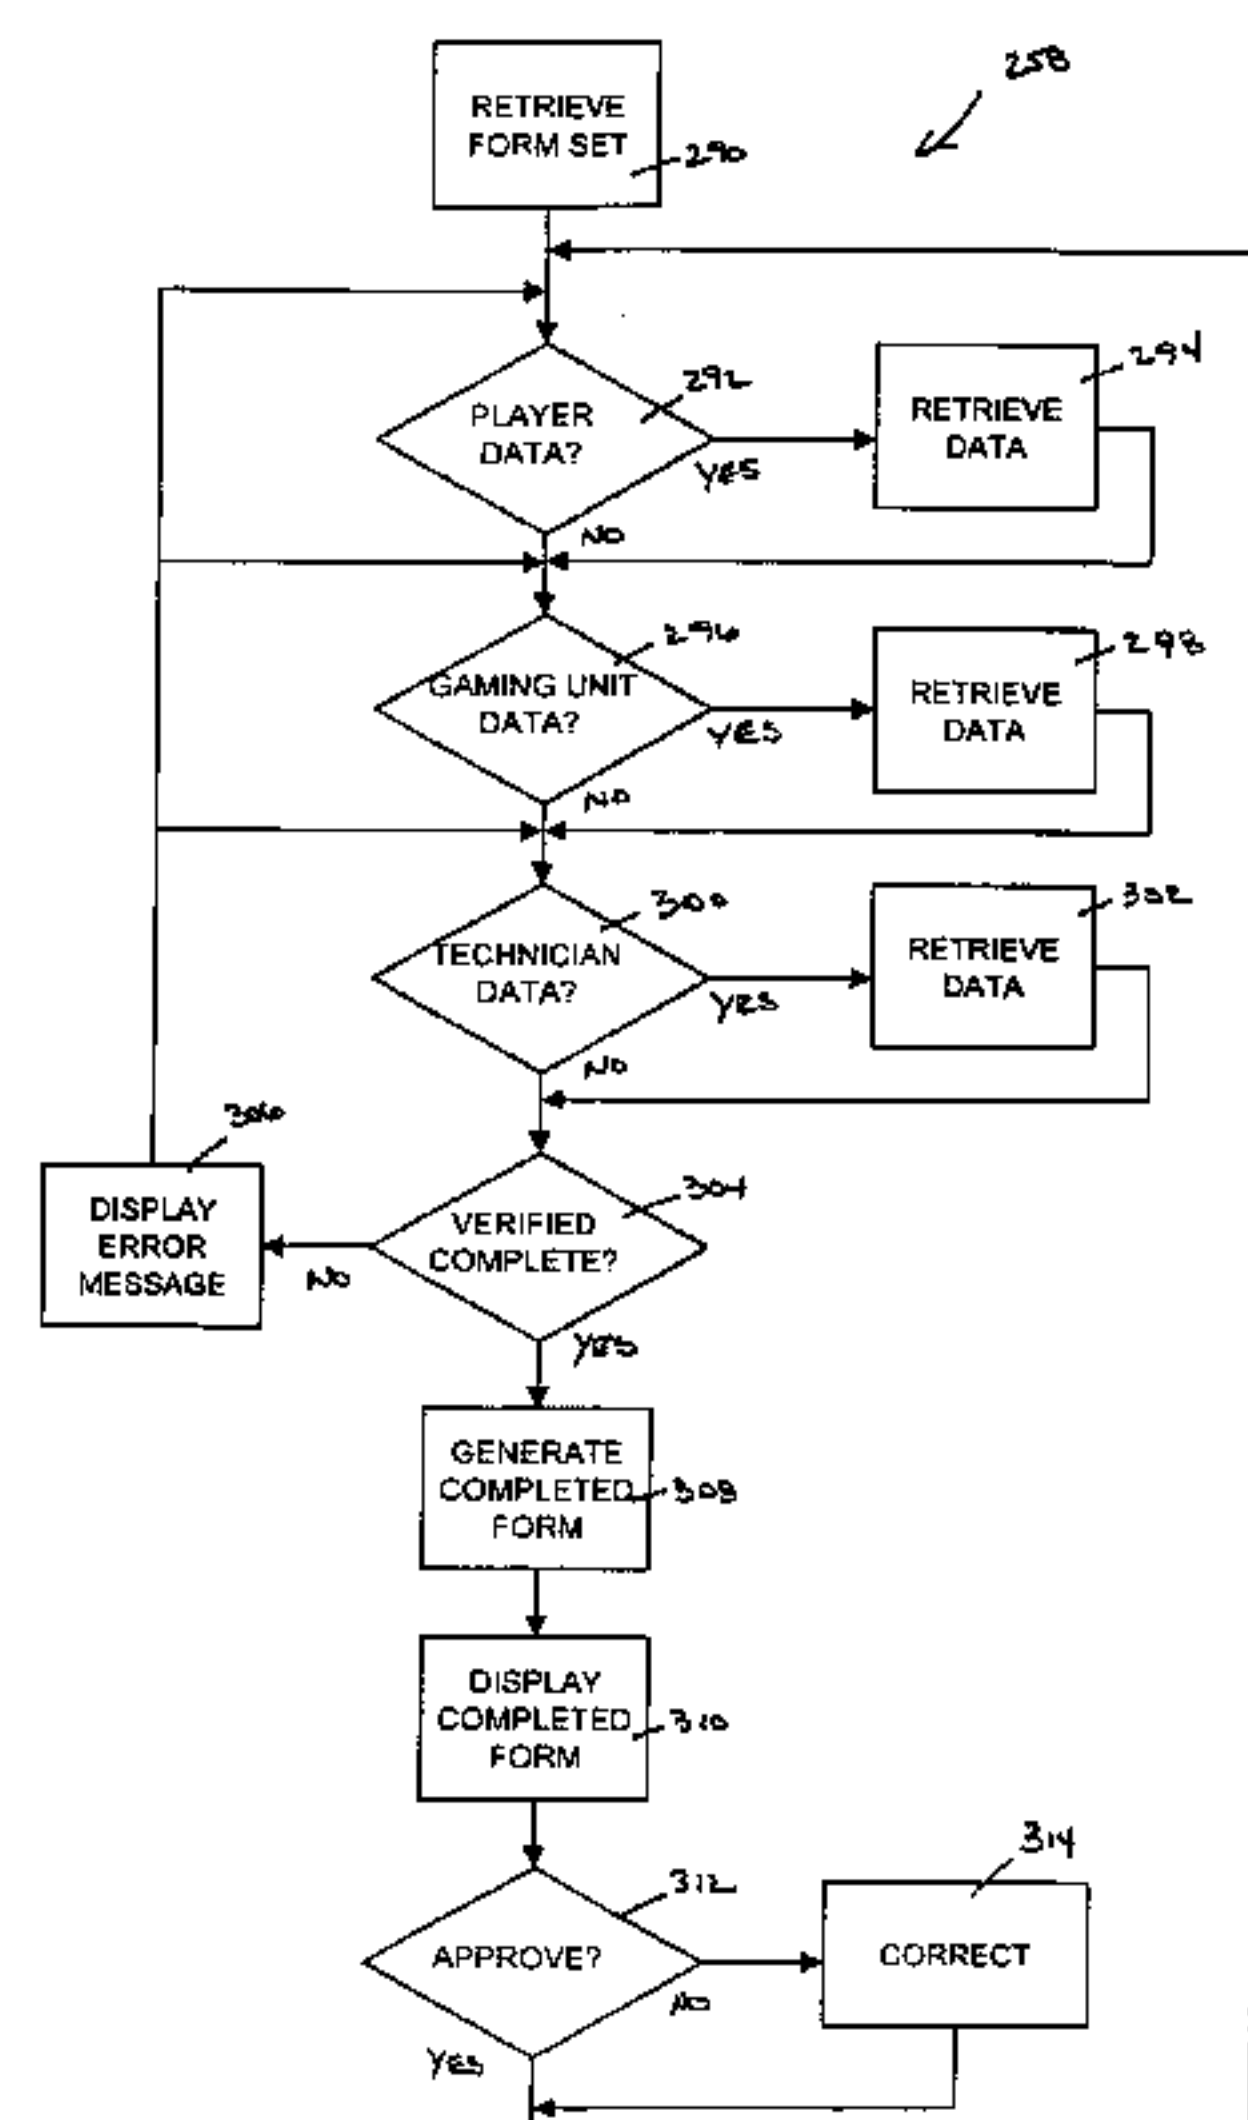 258
RETRIEVE
FORM SET
290
PLAYER
DATA?
292
YES
RETRIEVE
DATA
294
NO
GAMING UNIT
DATA?
296
YES
RETRIEVE
DATA
298
NO
TECHNICIAN
DATA?
300
YES
RETRIEVE
DATA
302
NO
VERIFIED
COMPLETE?
304
NO
DISPLAY
ERROR
MESSAGE
306
YES
GENERATE
COMPLETED
FORM
308
DISPLAY
COMPLETED
FORM
310
APPROVE?
312
NO
CORRECT
314
YES